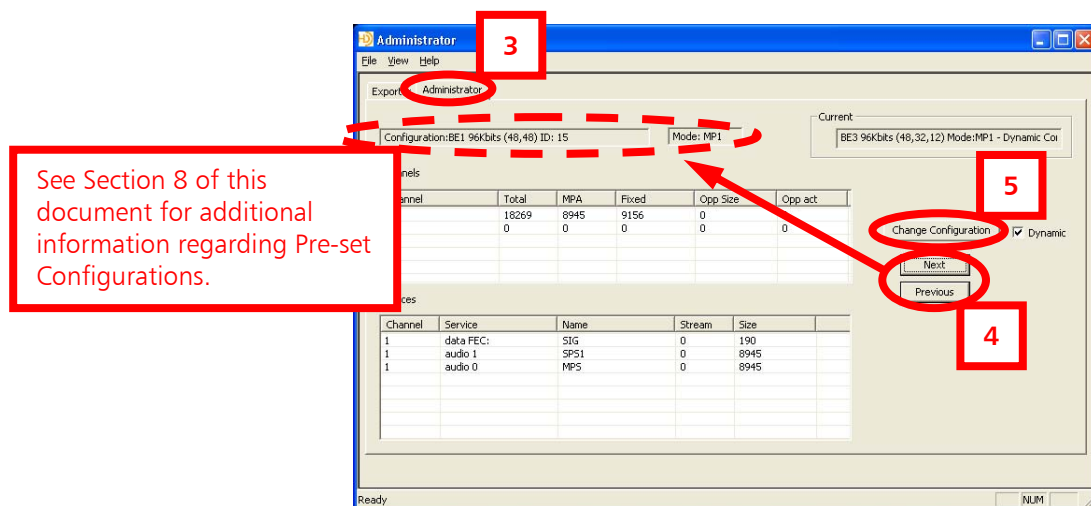 Administrator
3
File View Help
Exporter Administrator
Configuration:BE1 96Kbits (48,48) ID: 15
Mode: MP1
Current
BE3 96Kbits (48,32,12) Mode:MP1 - Dynamic Co
See Section 8 of this
document for additional
information regarding Pre-set
Configurations.
nels
annel Total MPA Fixed Opp Size Opp act
18269 8945 9156 0
0 0 0 0 0
5
Change Configuration Dynamic
Next
Previous
4
ces
Channel Service Name Stream Size
1 data FEC: SIG 0 190
1 audio 1 SPS1 0 8945
1 audio 0 MPS 0 8945
Ready NUM